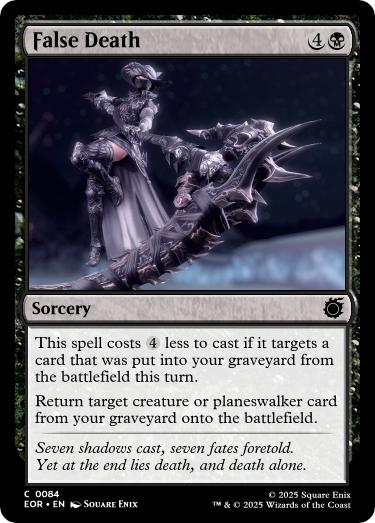 False Death 4
Sorcery
This spell costs 4 less to cast if it targets a
card that was put into your graveyard from
the battlefield this turn.
Return target creature or planeswalker card
from your graveyard onto the battlefield.
Seven shadows cast, seven fates foretold.
Yet at the end lies death, and death alone.
C 0084
EOR • EN Square Enix
© 2025 Square Enix
™ & © 2025 Wizards of the Coast